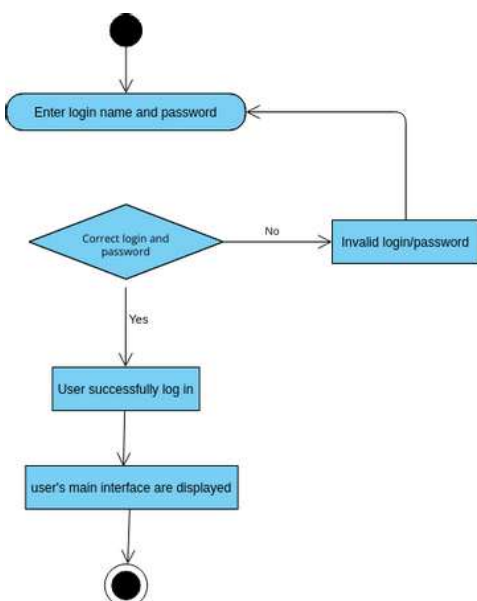 Enter login name and password
Correct login and
password
No
Invalid login/password
Yes
User successfully log in
user's main interface are displayed